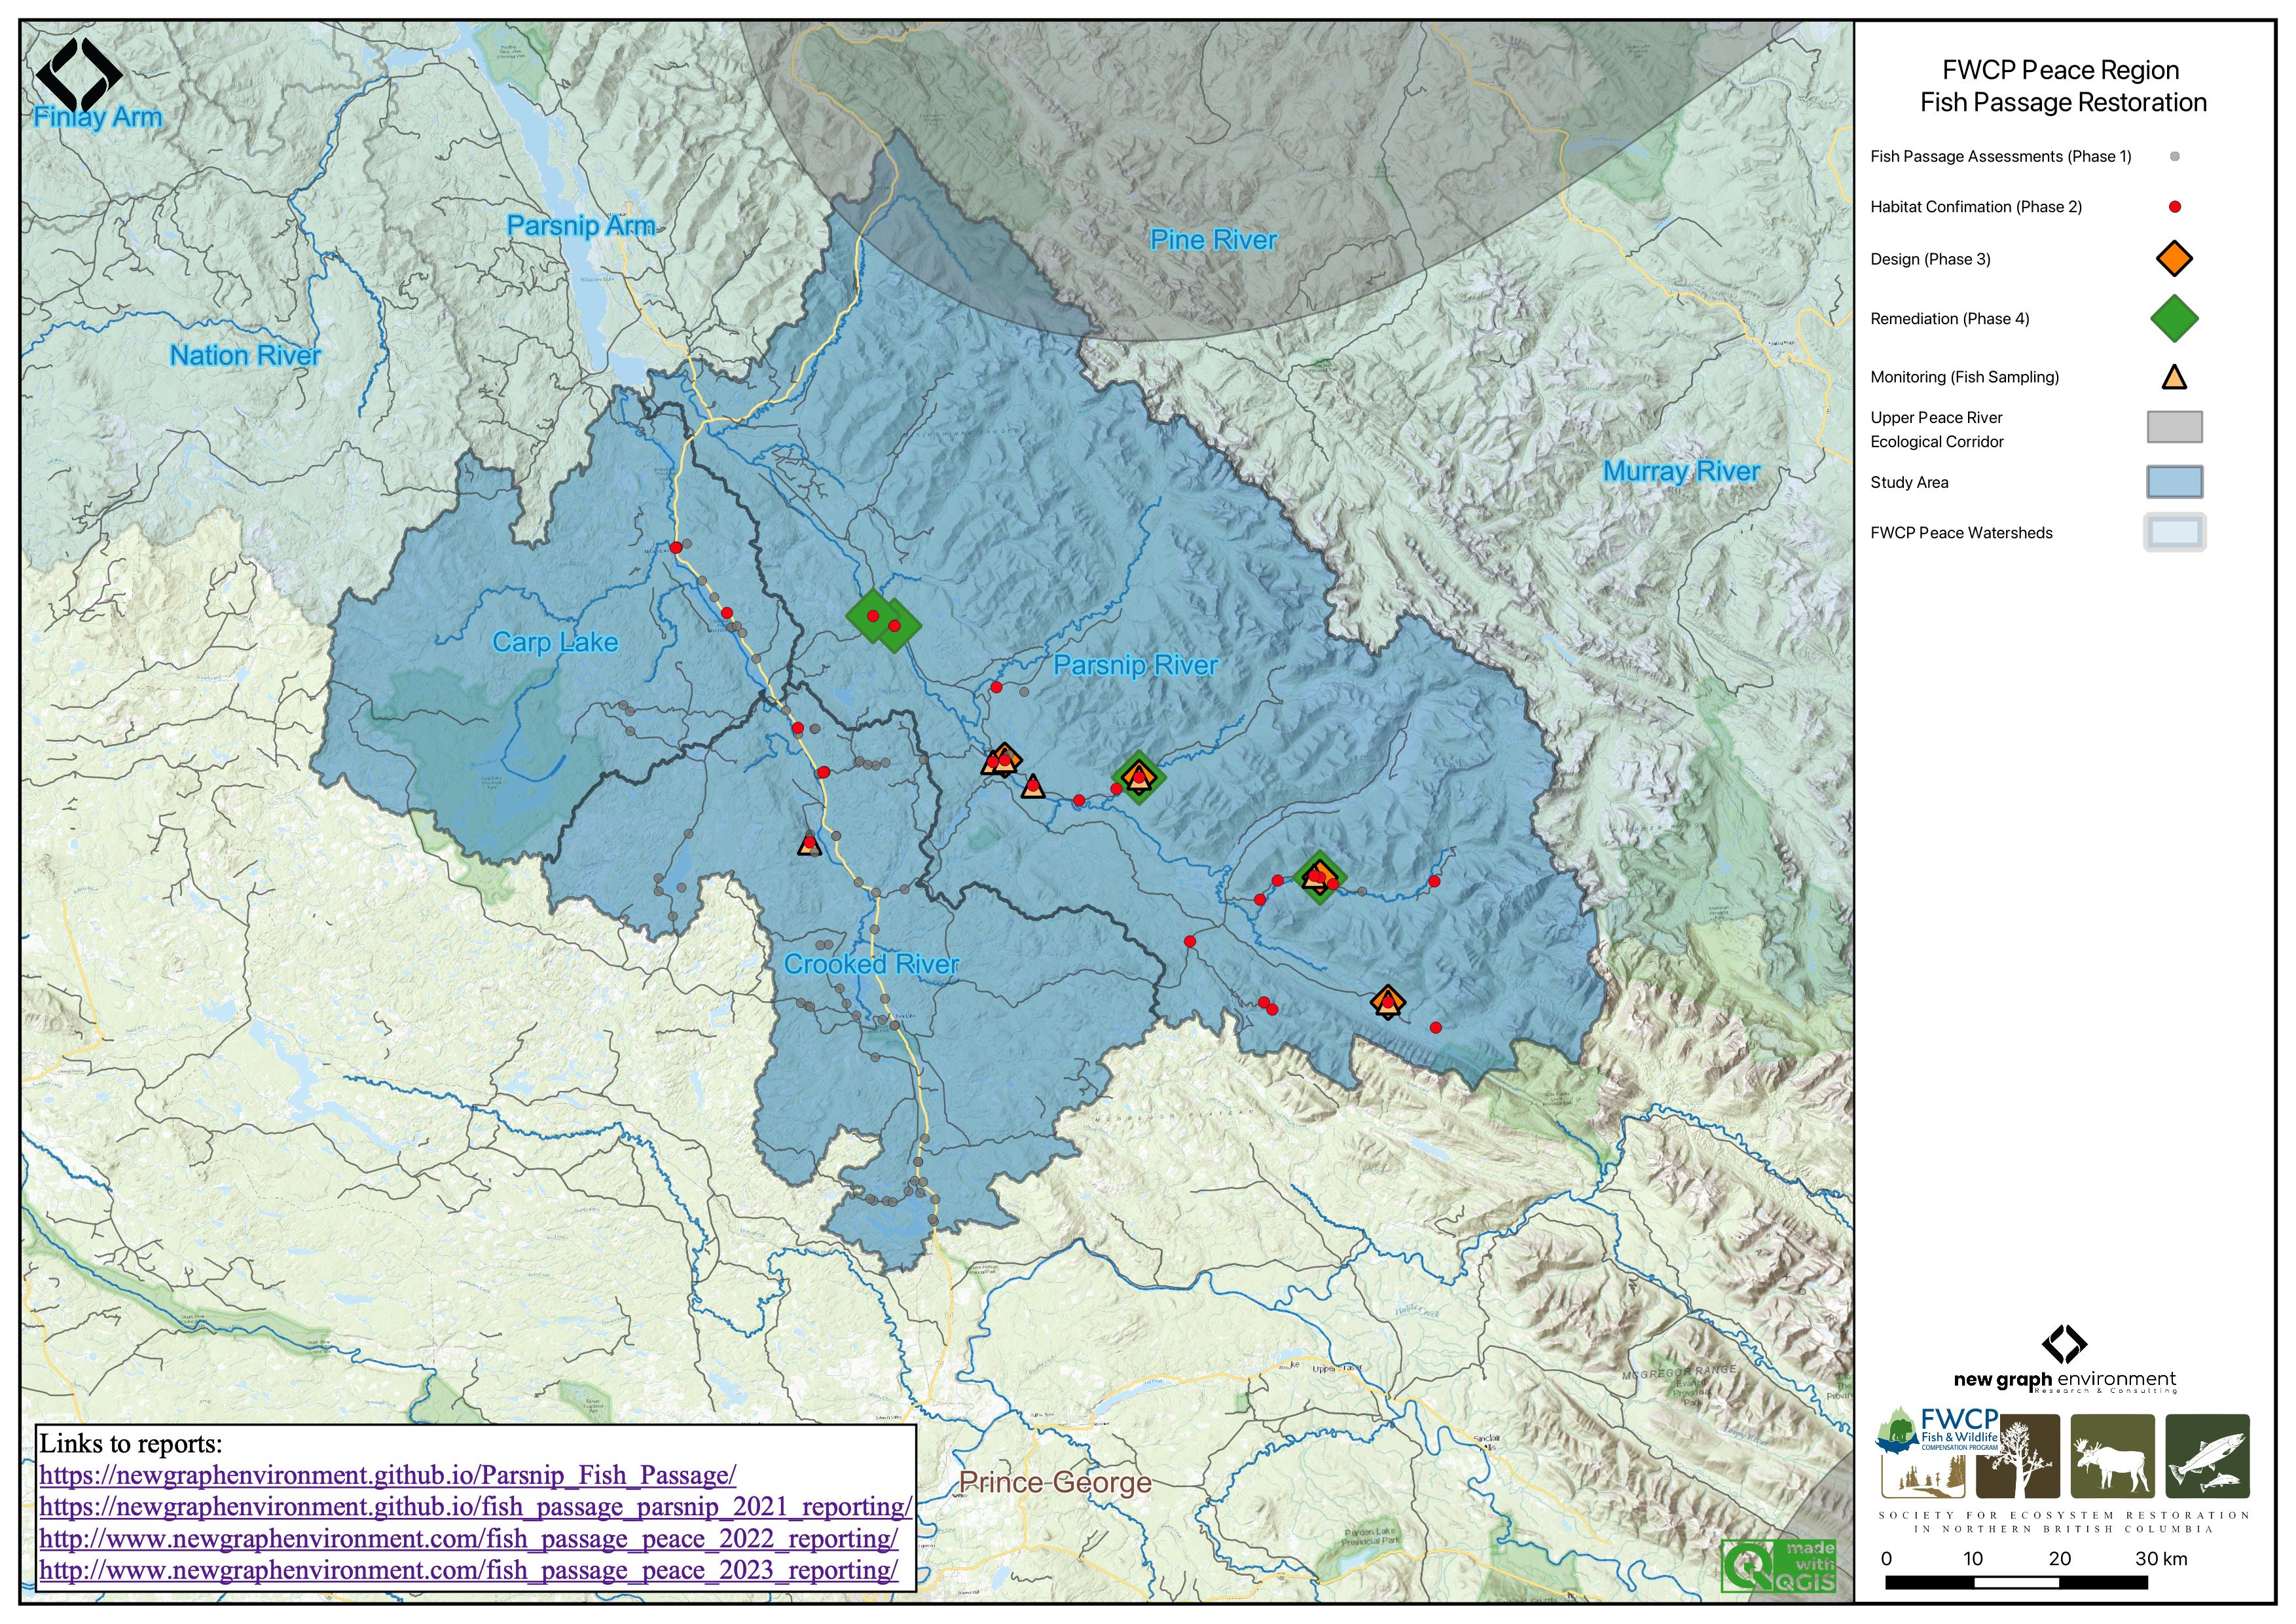 FWCP Peace Region
Fish Passage Restoration
Fish Passage Assessments (Phase 1)
Habitat Confimation (Phase 2)
Design (Phase 3)
Remediation (Phase 4)
Monitoring (Fish Sampling)
Upper Peace River
Ecological Corridor
Study Area
FWCP Peace Watersheds
Finlay Arm
Parsnip Arm
Pine River
Nation River
Murray River
Carp Lake
Parsnip River
Crooked River
Prince George
MCGREGOR RANGE
Purden Lake
Provincial Park
Links to reports:
https://newgraphenvironment.github.io/Parsnip_Fish_Passage/
https://newgraphenvironment.github.io/fish_passage_parsnip_2021_reporting/
http://www.newgraphenvironment.com/fish_passage_peace_2022_reporting/
http://www.newgraphenvironment.com/fish_passage_peace_2023_reporting/
made
with
QGIS
new graph environment
Research & Consulting
FWCP
Fish & Wildlife
COMPENSATION PROGRAM
SOCIETY FOR ECOSYSTEM RESTORATION
IN NORTHERN BRITISH COLUMBIA
0 10 20 30 km